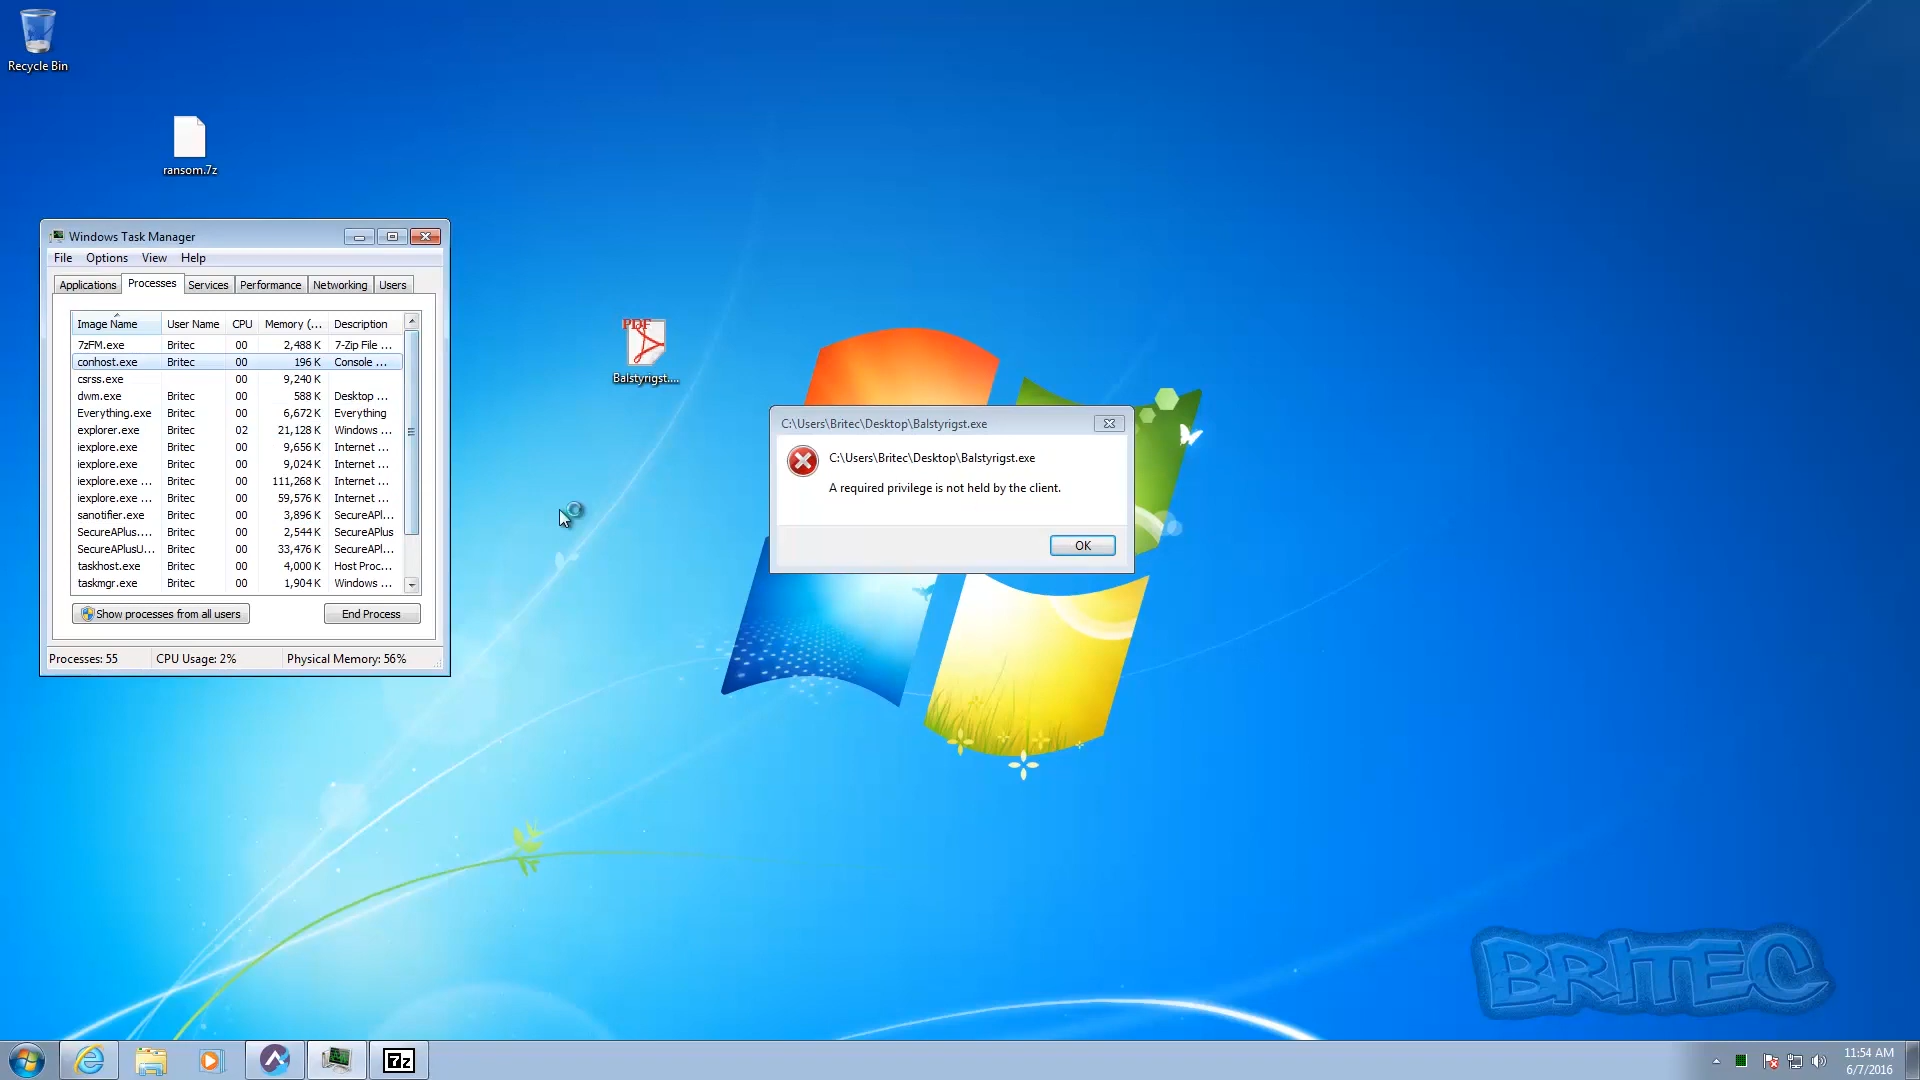 Recycle Bin
ransom.7z
Windows Task Manager
File Options View Help
Applications Processes Services Performance Networking Users
Image Name User Name CPU Memory (... Description
7zFM.exe Britec 00 2,488 K 7-Zip File ...
conhost.exe Britec 00 196 K Console ...
csrss.exe 00 9,240 K
dwm.exe Britec 00 588 K Desktop ...
Everything.exe Britec 00 6,672 K Everything
explorer.exe Britec 02 21,128 K Windows ...
iexplore.exe Britec 00 9,656 K Internet ...
iexplore.exe Britec 00 9,024 K Internet ...
iexplore.exe ... Britec 00 111,268 K Internet ...
iexplore.exe ... Britec 00 59,576 K Internet ...
sanotifier.exe Britec 00 3,896 K SecureAPl...
SecureAPlus.... Britec 00 2,544 K SecureAPlus
SecureAPlusU... Britec 00 33,476 K SecureAPl...
taskhost.exe Britec 00 4,000 K Host Proc...
taskmgr.exe Britec 00 1,904 K Windows ...
Show processes from all users End Process
Processes: 55 CPU Usage: 2% Physical Memory: 56%
PDF
Balstyrigst....
C:\Users\Britec\Desktop\Balstyrigst.exe
C:\Users\Britec\Desktop\Balstyrigst.exe
A required privilege is not held by the client.
OK
BRITEC
7z
11:54 AM
6/7/2016